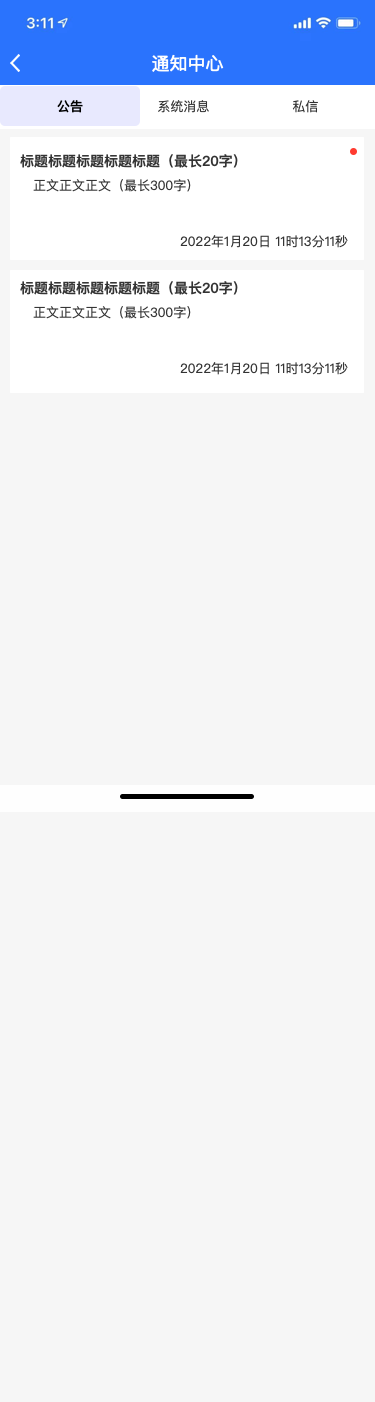 3:11
通知中心
公告 系统消息 私信
标题标题标题标题标题（最长20字）
正文正文正文（最长300字）
2022年1月20日 11时13分11秒
标题标题标题标题标题（最长20字）
正文正文正文（最长300字）
2022年1月20日 11时13分11秒